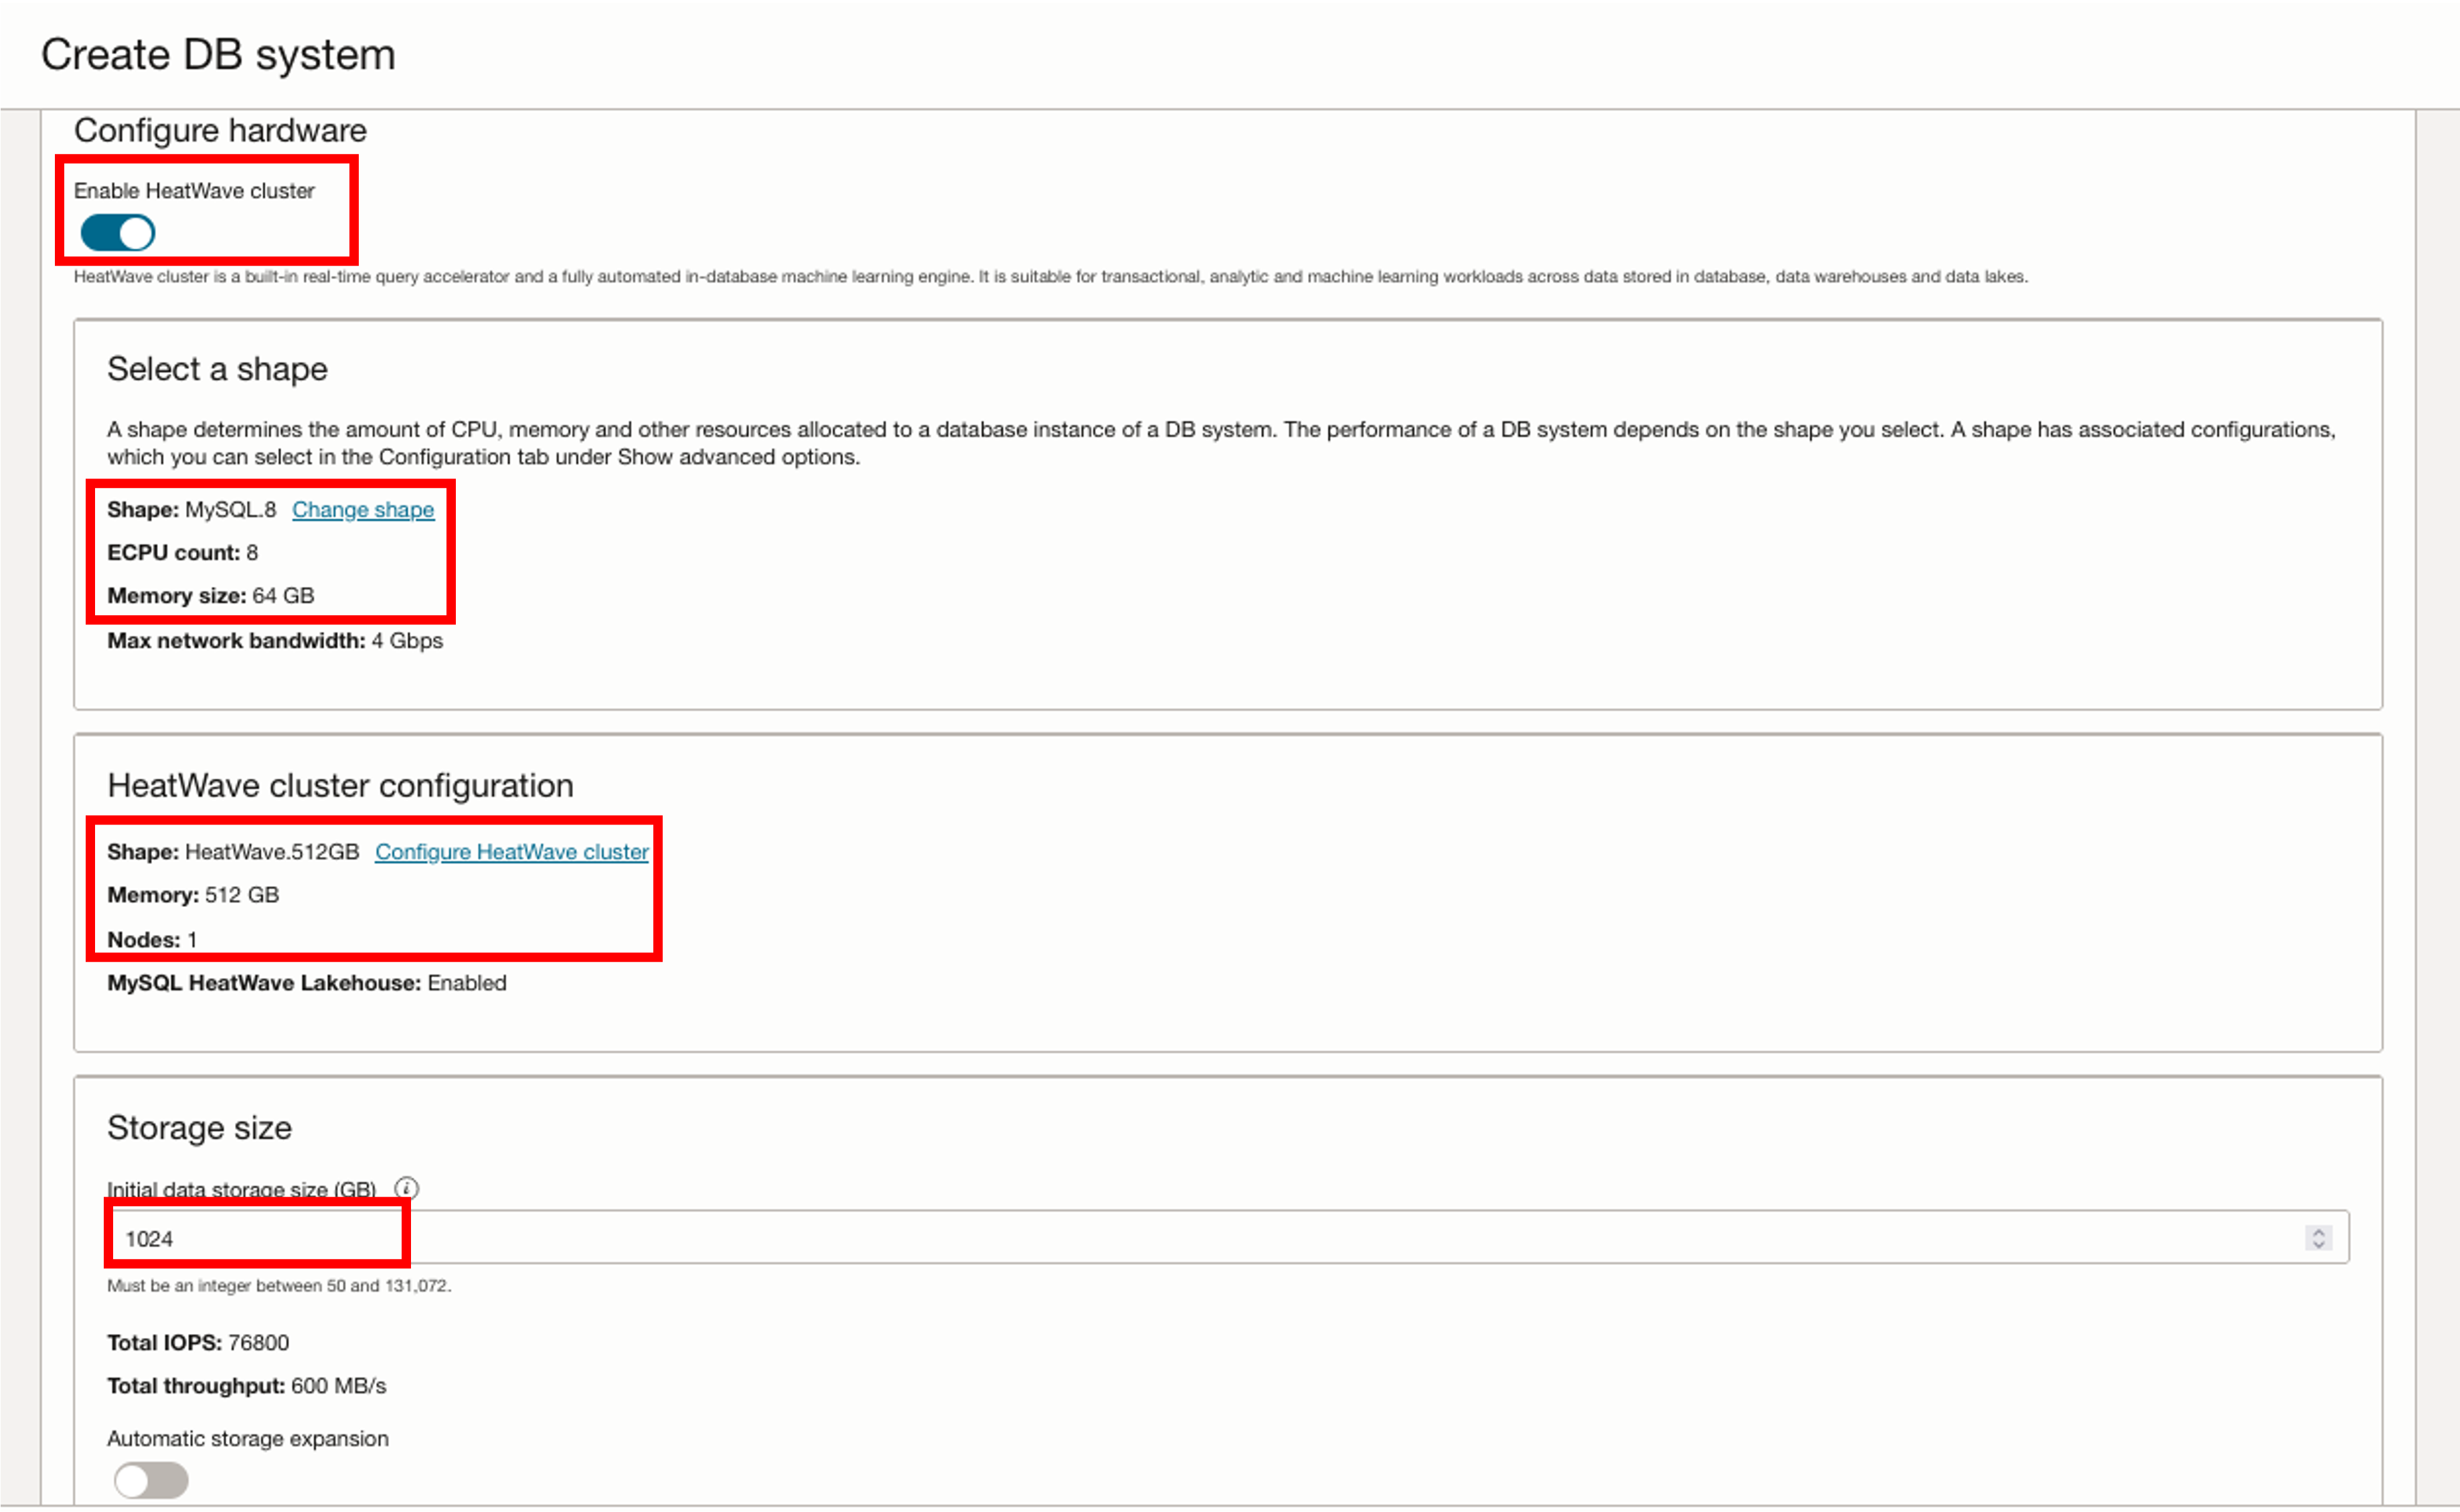 Create DB system
Configure hardware
Enable HeatWave cluster
HeatWave cluster is a built-in real-time query accelerator and a fully automated in-database machine learning engine. It is suitable for transactional, analytic and machine learning workloads across data stored in database, data warehouses and data lakes.
Select a shape
A shape determines the amount of CPU, memory and other resources allocated to a database instance of a DB system. The performance of a DB system depends on the shape you select. A shape has associated configurations,
which you can select in the Configuration tab under Show advanced options.
Shape: MySQL.8 Change shape
ECPU count: 8
Memory size: 64 GB
Max network bandwidth: 4 Gbps
HeatWave cluster configuration
Shape: HeatWave.512GB Configure HeatWave cluster
Memory: 512 GB
Nodes: 1
MySQL HeatWave Lakehouse: Enabled
Storage size
Initial data storage size (GB)
1024
Must be an integer between 50 and 131,072.
Total IOPS: 76800
Total throughput: 600 MB/s
Automatic storage expansion